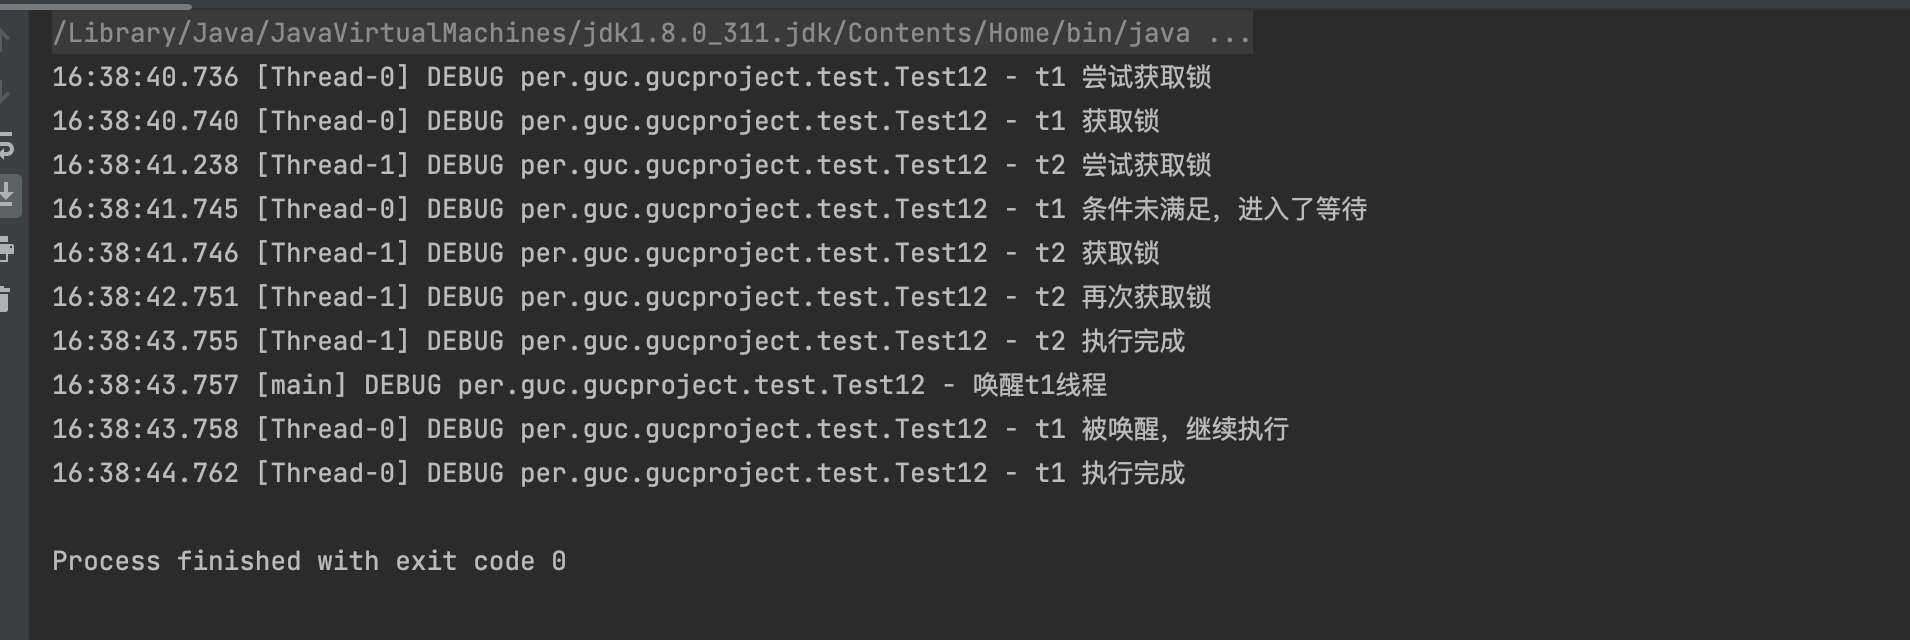 /Library/Java/JavaVirtualMachines/jdk1.8.0_311.jdk/Contents/Home/bin/java ...
16:38:40.736 [Thread-0] DEBUG per.guc.gucproject.test.Test12 - t1 尝试获取锁
16:38:40.740 [Thread-0] DEBUG per.guc.gucproject.test.Test12 - t1 获取锁
16:38:41.238 [Thread-1] DEBUG per.guc.gucproject.test.Test12 - t2 尝试获取锁
16:38:41.745 [Thread-0] DEBUG per.guc.gucproject.test.Test12 - t1 条件未满足，进入了等待
16:38:41.746 [Thread-1] DEBUG per.guc.gucproject.test.Test12 - t2 获取锁
16:38:42.751 [Thread-1] DEBUG per.guc.gucproject.test.Test12 - t2 再次获取锁
16:38:43.755 [Thread-1] DEBUG per.guc.gucproject.test.Test12 - t2 执行完成
16:38:43.757 [main] DEBUG per.guc.gucproject.test.Test12 - 唤醒t1线程
16:38:43.758 [Thread-0] DEBUG per.guc.gucproject.test.Test12 - t1 被唤醒，继续执行
16:38:44.762 [Thread-0] DEBUG per.guc.gucproject.test.Test12 - t1 执行完成
Process finished with exit code 0